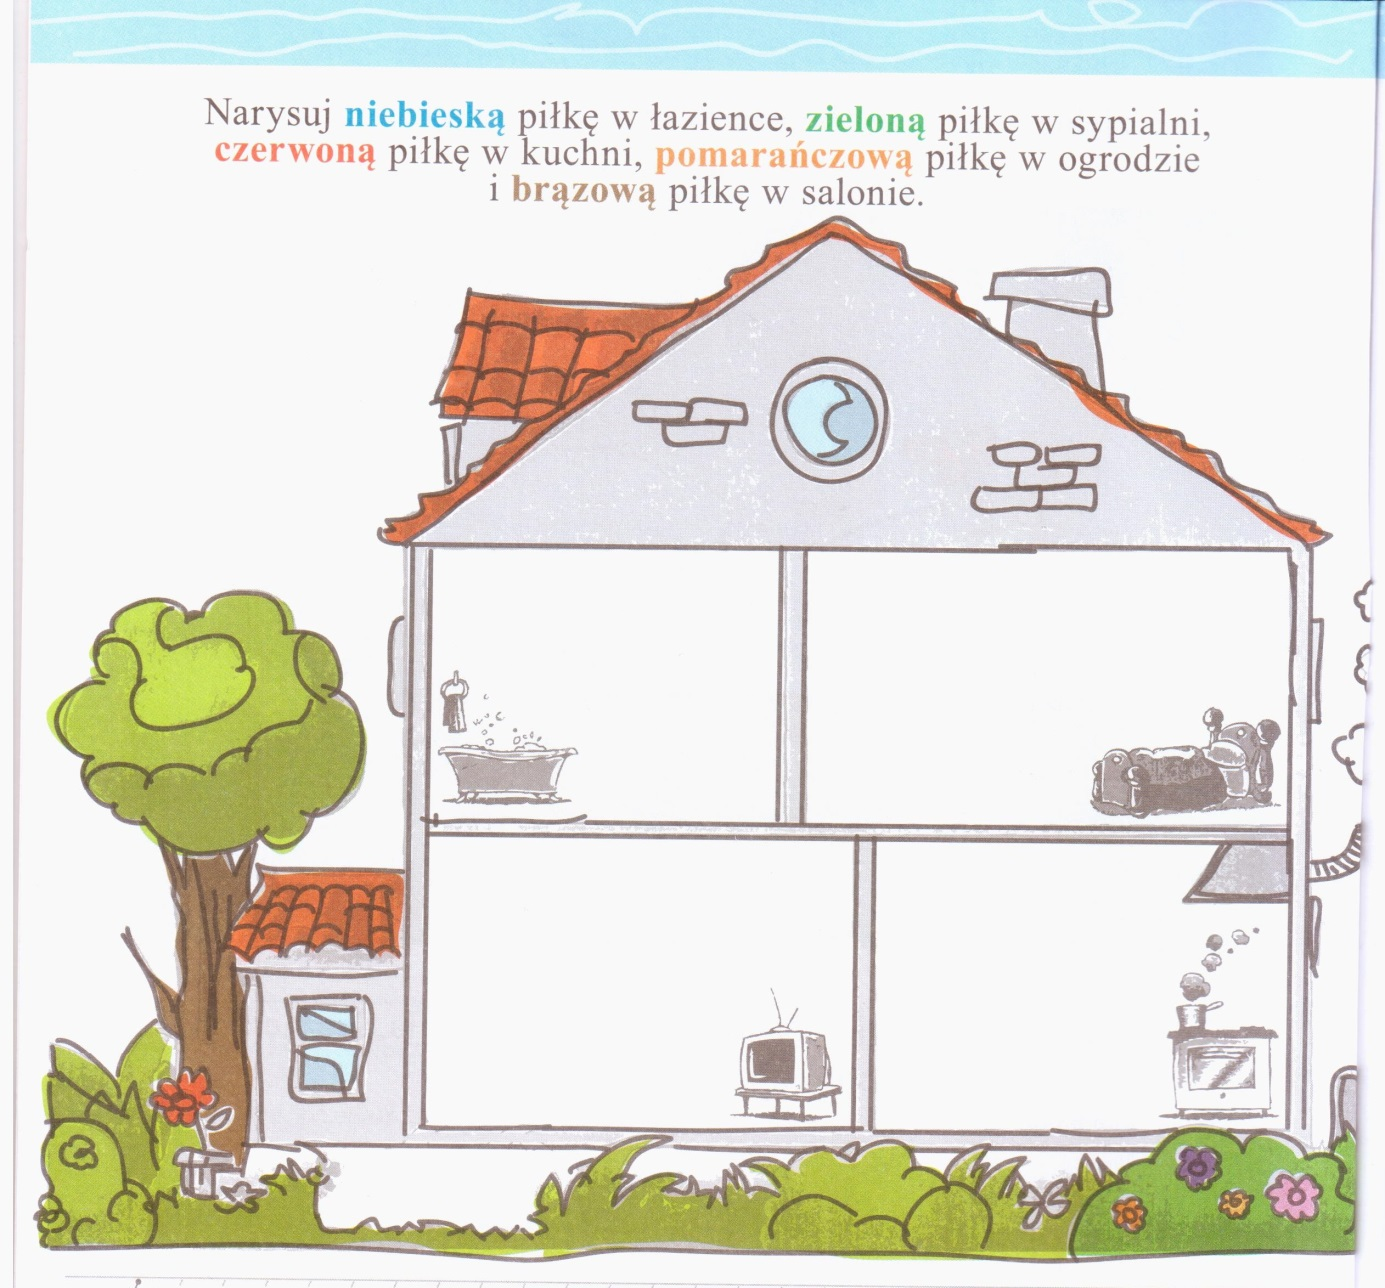 Narysuj niebieską piłkę w łazience, zieloną piłkę w sypialni,
czerwoną piłkę w kuchni, pomarańczową piłkę w ogrodzie
i brązową piłkę w salonie.